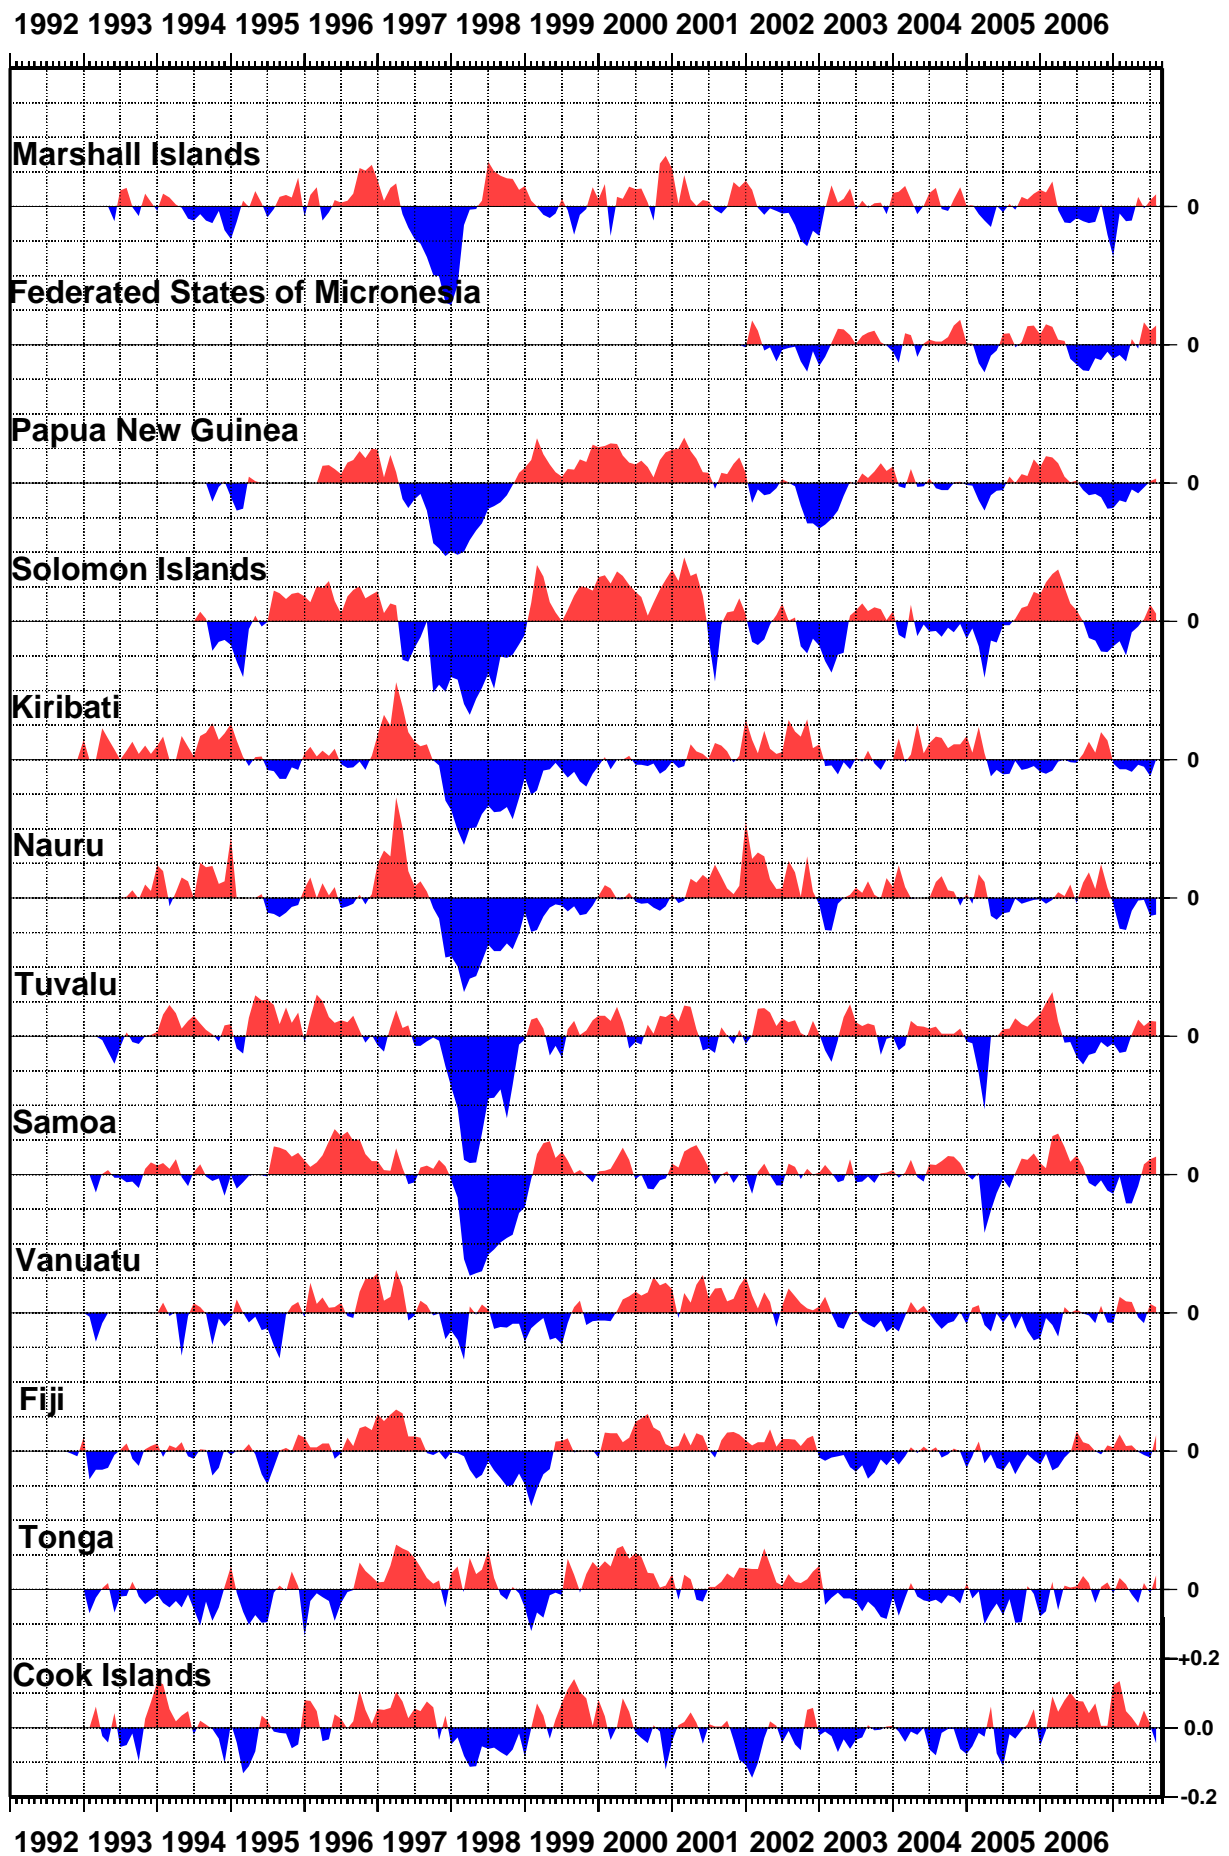 1992 1993 1994 1995 1996 1997 1998 1999 2000 2001 2002 2003 2004 2005 2006
Marshall Islands
0
Federated States of Micronesia
0
Papua New Guinea
0
Solomon Islands
0
Kiribati
0
Nauru
0
Tuvalu
0
Samoa
0
Vanuatu
0
Fiji
0
Tonga
0
+0.2
Cook Islands
0.0
-0.2
1992 1993 1994 1995 1996 1997 1998 1999 2000 2001 2002 2003 2004 2005 2006